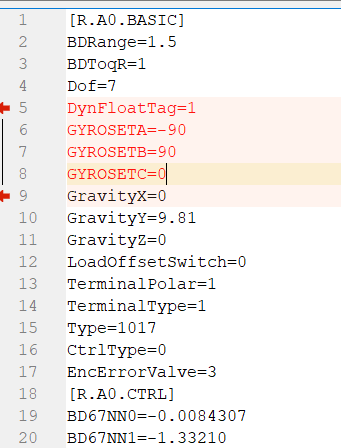 1 [R.A0.BASIC]
2 BDRange=1.5
3 BDToqR=1
4 Dof=7
5 DynFloatTag=1
6 GYROSETA=-90
7 GYROSETB=90
8 GYROSETC=0
9 GravityX=0
10 GravityY=9.81
11 GravityZ=0
12 LoadOffsetSwitch=0
13 TerminalPolar=1
14 TerminalType=1
15 Type=1017
16 CtrlType=0
17 EncErrorValve=3
18 [R.A0.CTRL]
19 BD67NN0=-0.0084307
20 BD67NN1=-1.33210